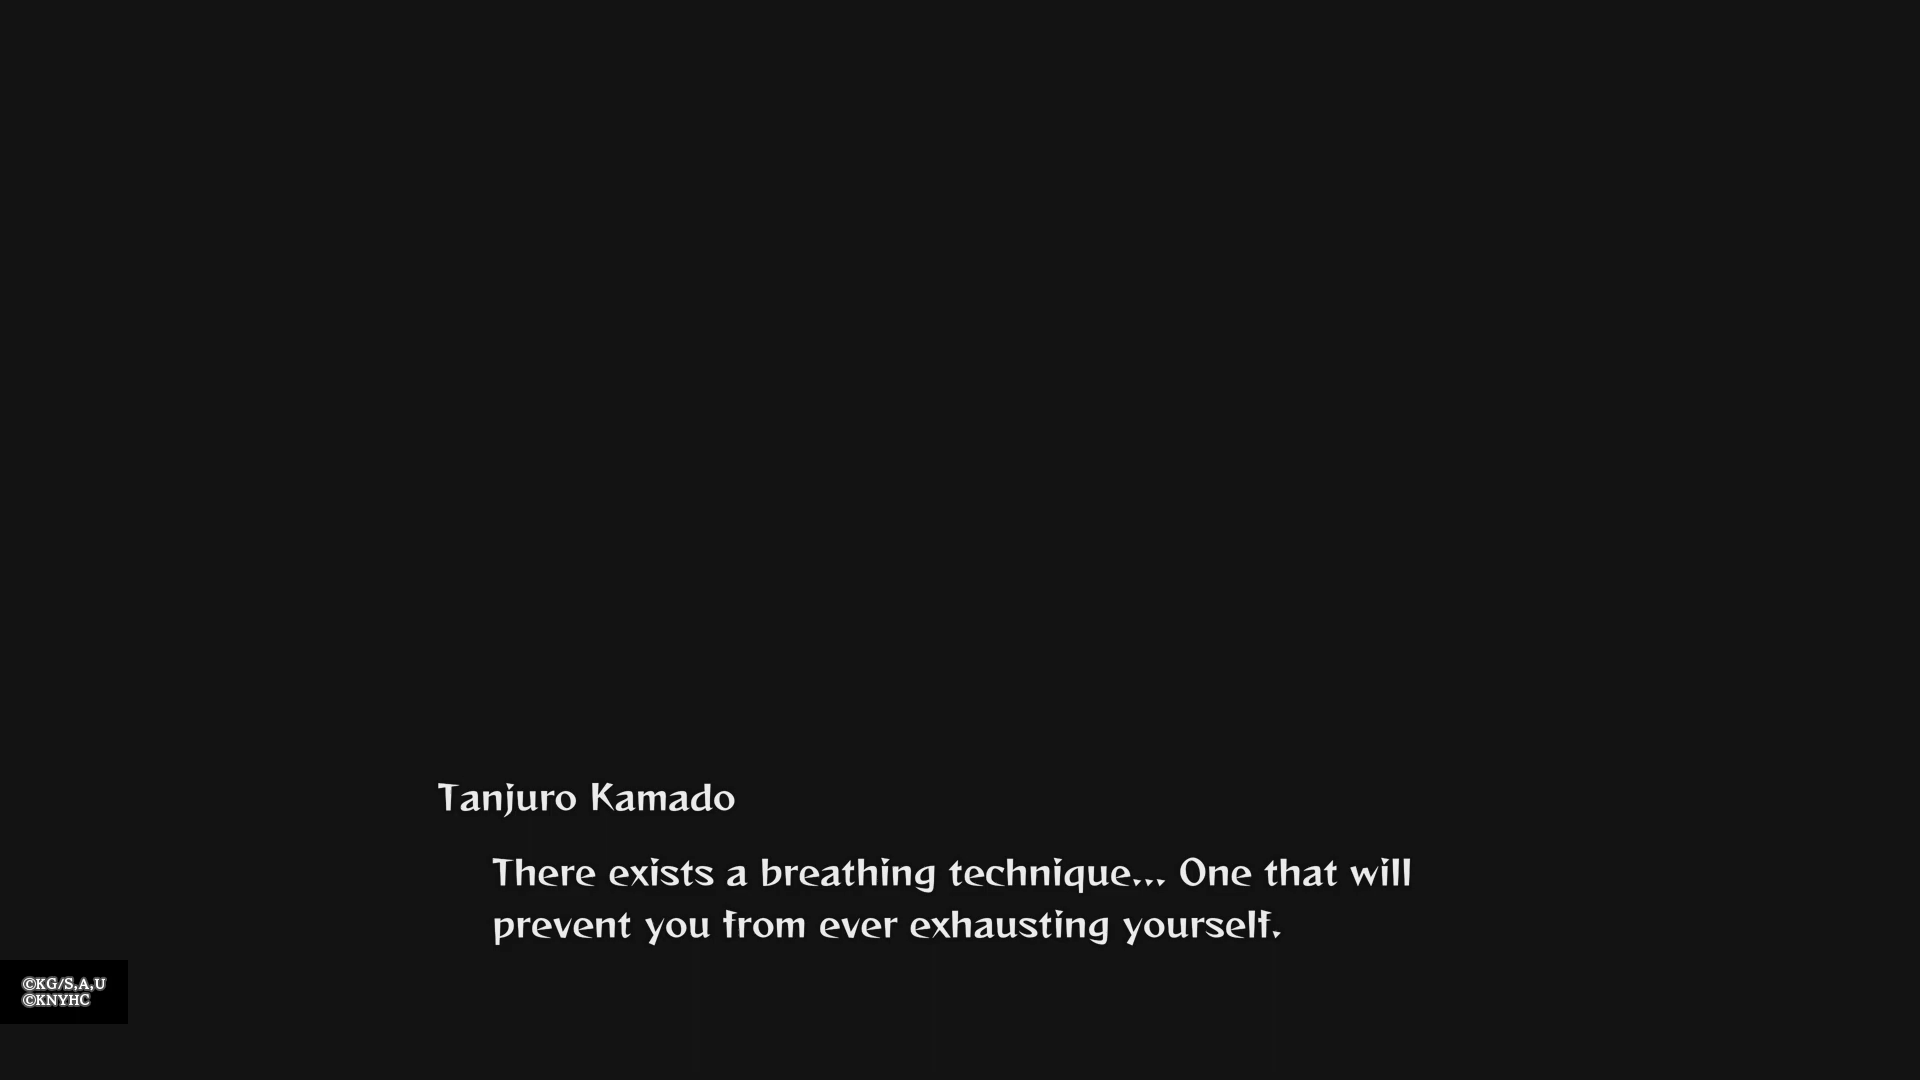 Tanjuro Kamado
There exists a breathing technique... One that will
prevent you from ever exhausting yourself.
©KG/S,A,U
©KNYHC